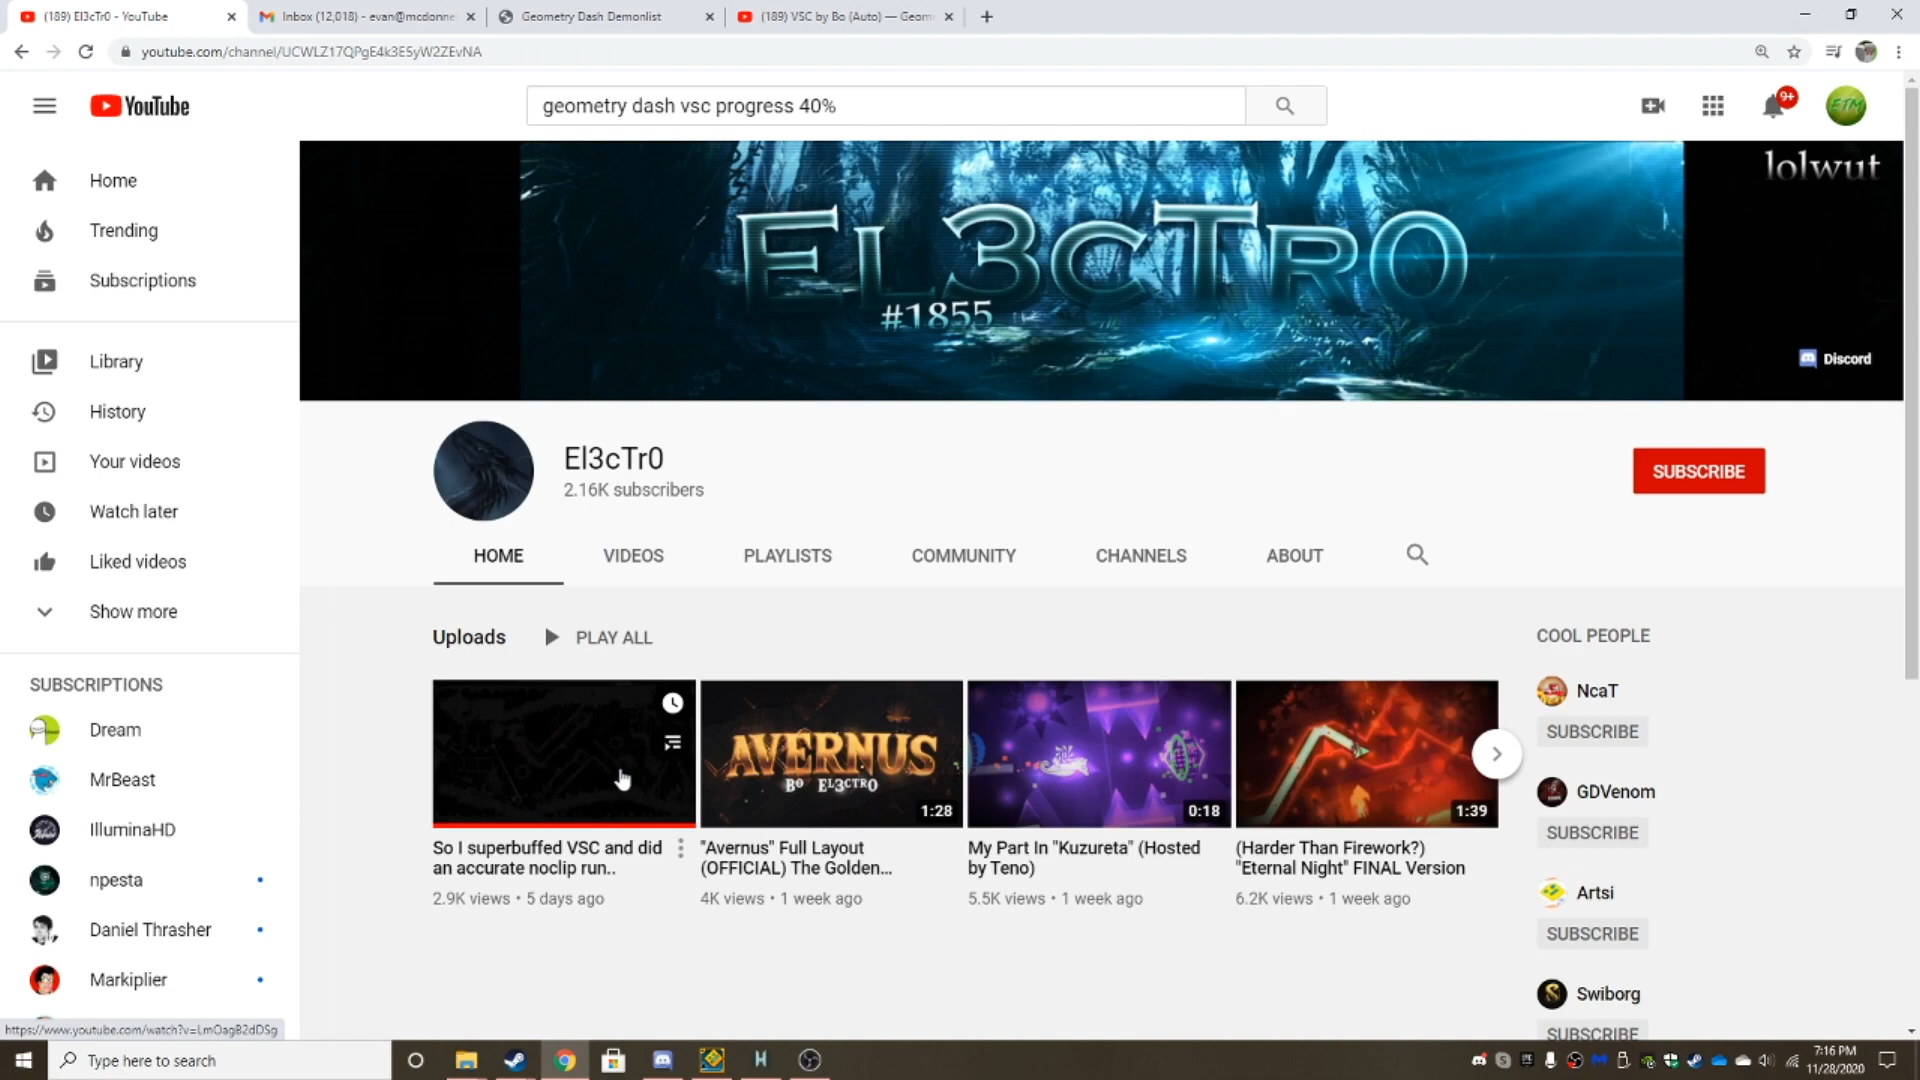 (189) El3cTr0 - YouTube
Inbox (12,018) - evan@mcdonne
Geometry Dash Demonlist
(189) VSC by Bo (Auto) — Geom
youtube.com/channel/UCWLZ17QPgE4k3E5yW2ZEvNA
YouTube
geometry dash vsc progress 40%
9+
ETM
Home
Trending
Subscriptions
Library
History
Your videos
Watch later
Liked videos
Show more
SUBSCRIPTIONS
Dream
MrBeast
IlluminaHD
npesta
Daniel Thrasher
Markiplier
lolwut
El3cTr0
#1855
Discord
El3cTr0
2.16K subscribers
SUBSCRIBE
HOME
VIDEOS
PLAYLISTS
COMMUNITY
CHANNELS
ABOUT
Uploads
PLAY ALL
So I superbuffed VSC and did
an accurate noclip run..
2.9K views • 5 days ago
AVERNUS
BO EL3CTRO
1:28
"Avernus" Full Layout
(OFFICIAL) The Golden...
4K views • 1 week ago
0:18
My Part In "Kuzureta" (Hosted
by Teno)
5.5K views • 1 week ago
1:39
(Harder Than Firework?)
"Eternal Night" FINAL Version
6.2K views • 1 week ago
COOL PEOPLE
NcaT
SUBSCRIBE
GDVenom
SUBSCRIBE
Artsi
SUBSCRIBE
Swiborg
SUBSCRIBE
https://www.youtube.com/watch?v=LmOagB2dDSg
Type here to search
7:16 PM
11/28/2020